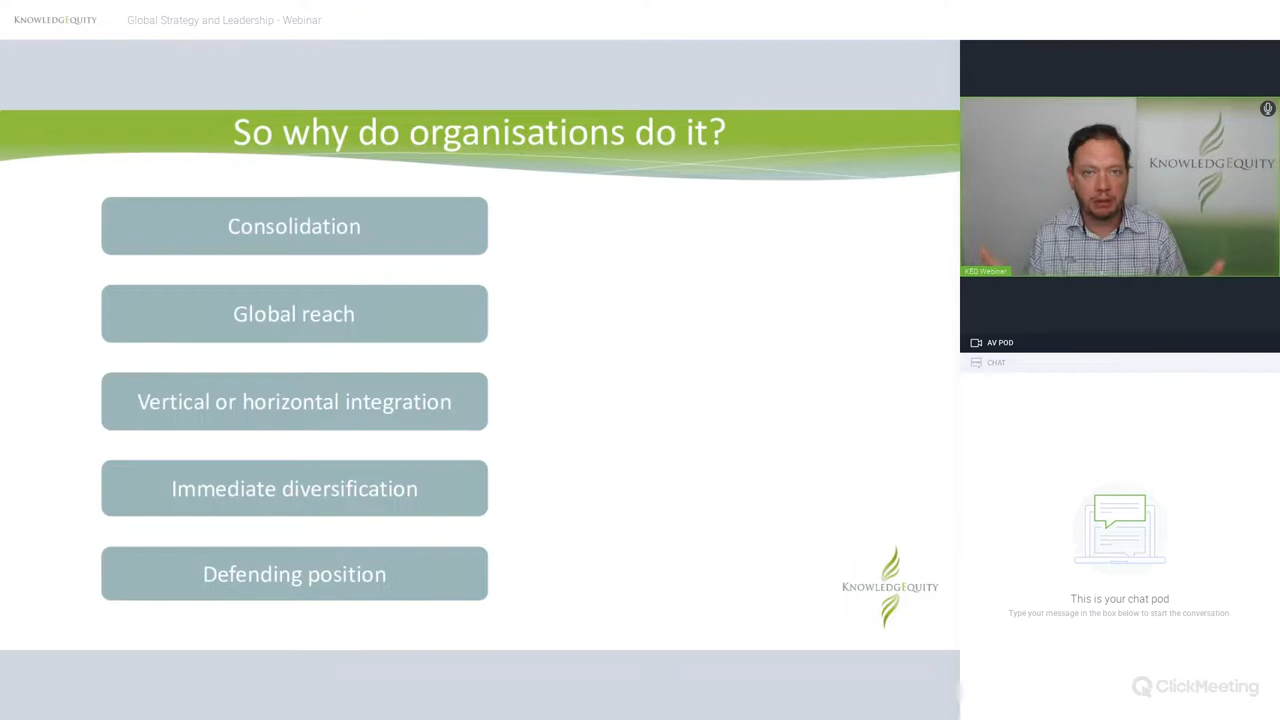 KNOWLEDGEQUITY
Global Strategy and Leadership - Webinar
So why do organisations do it?
Consolidation
Global reach
Vertical or horizontal integration
Immediate diversification
Defending position
KNOWLEDGEQUITY
KNOWLEDGEQUITY
KEQ Webinar
AV POD
CHAT
This is your chat pod
Type your message in the box below to start the conversation.
ClickMeeting